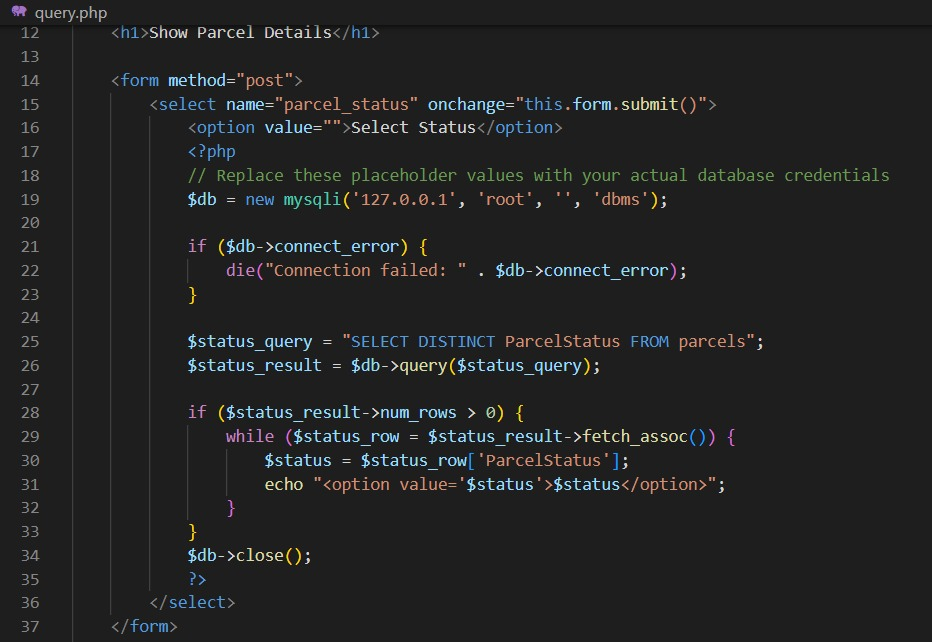 query.php
12 <h1>Show Parcel Details</h1>
13
14 <form method="post">
15 <select name="parcel_status" onchange="this.form.submit()">
16 <option value="">Select Status</option>
17 <?php
18 // Replace these placeholder values with your actual database credentials
19 $db = new mysqli('127.0.0.1', 'root', '', 'dbms');
20
21 if ($db->connect_error) {
22 die("Connection failed: " . $db->connect_error);
23 }
24
25 $status_query = "SELECT DISTINCT ParcelStatus FROM parcels";
26 $status_result = $db->query($status_query);
27
28 if ($status_result->num_rows > 0) {
29 while ($status_row = $status_result->fetch_assoc()) {
30 $status = $status_row['ParcelStatus'];
31 echo "<option value='$status'>$status</option>";
32 }
33 }
34 $db->close();
35 ?>
36 </select>
37 </form>